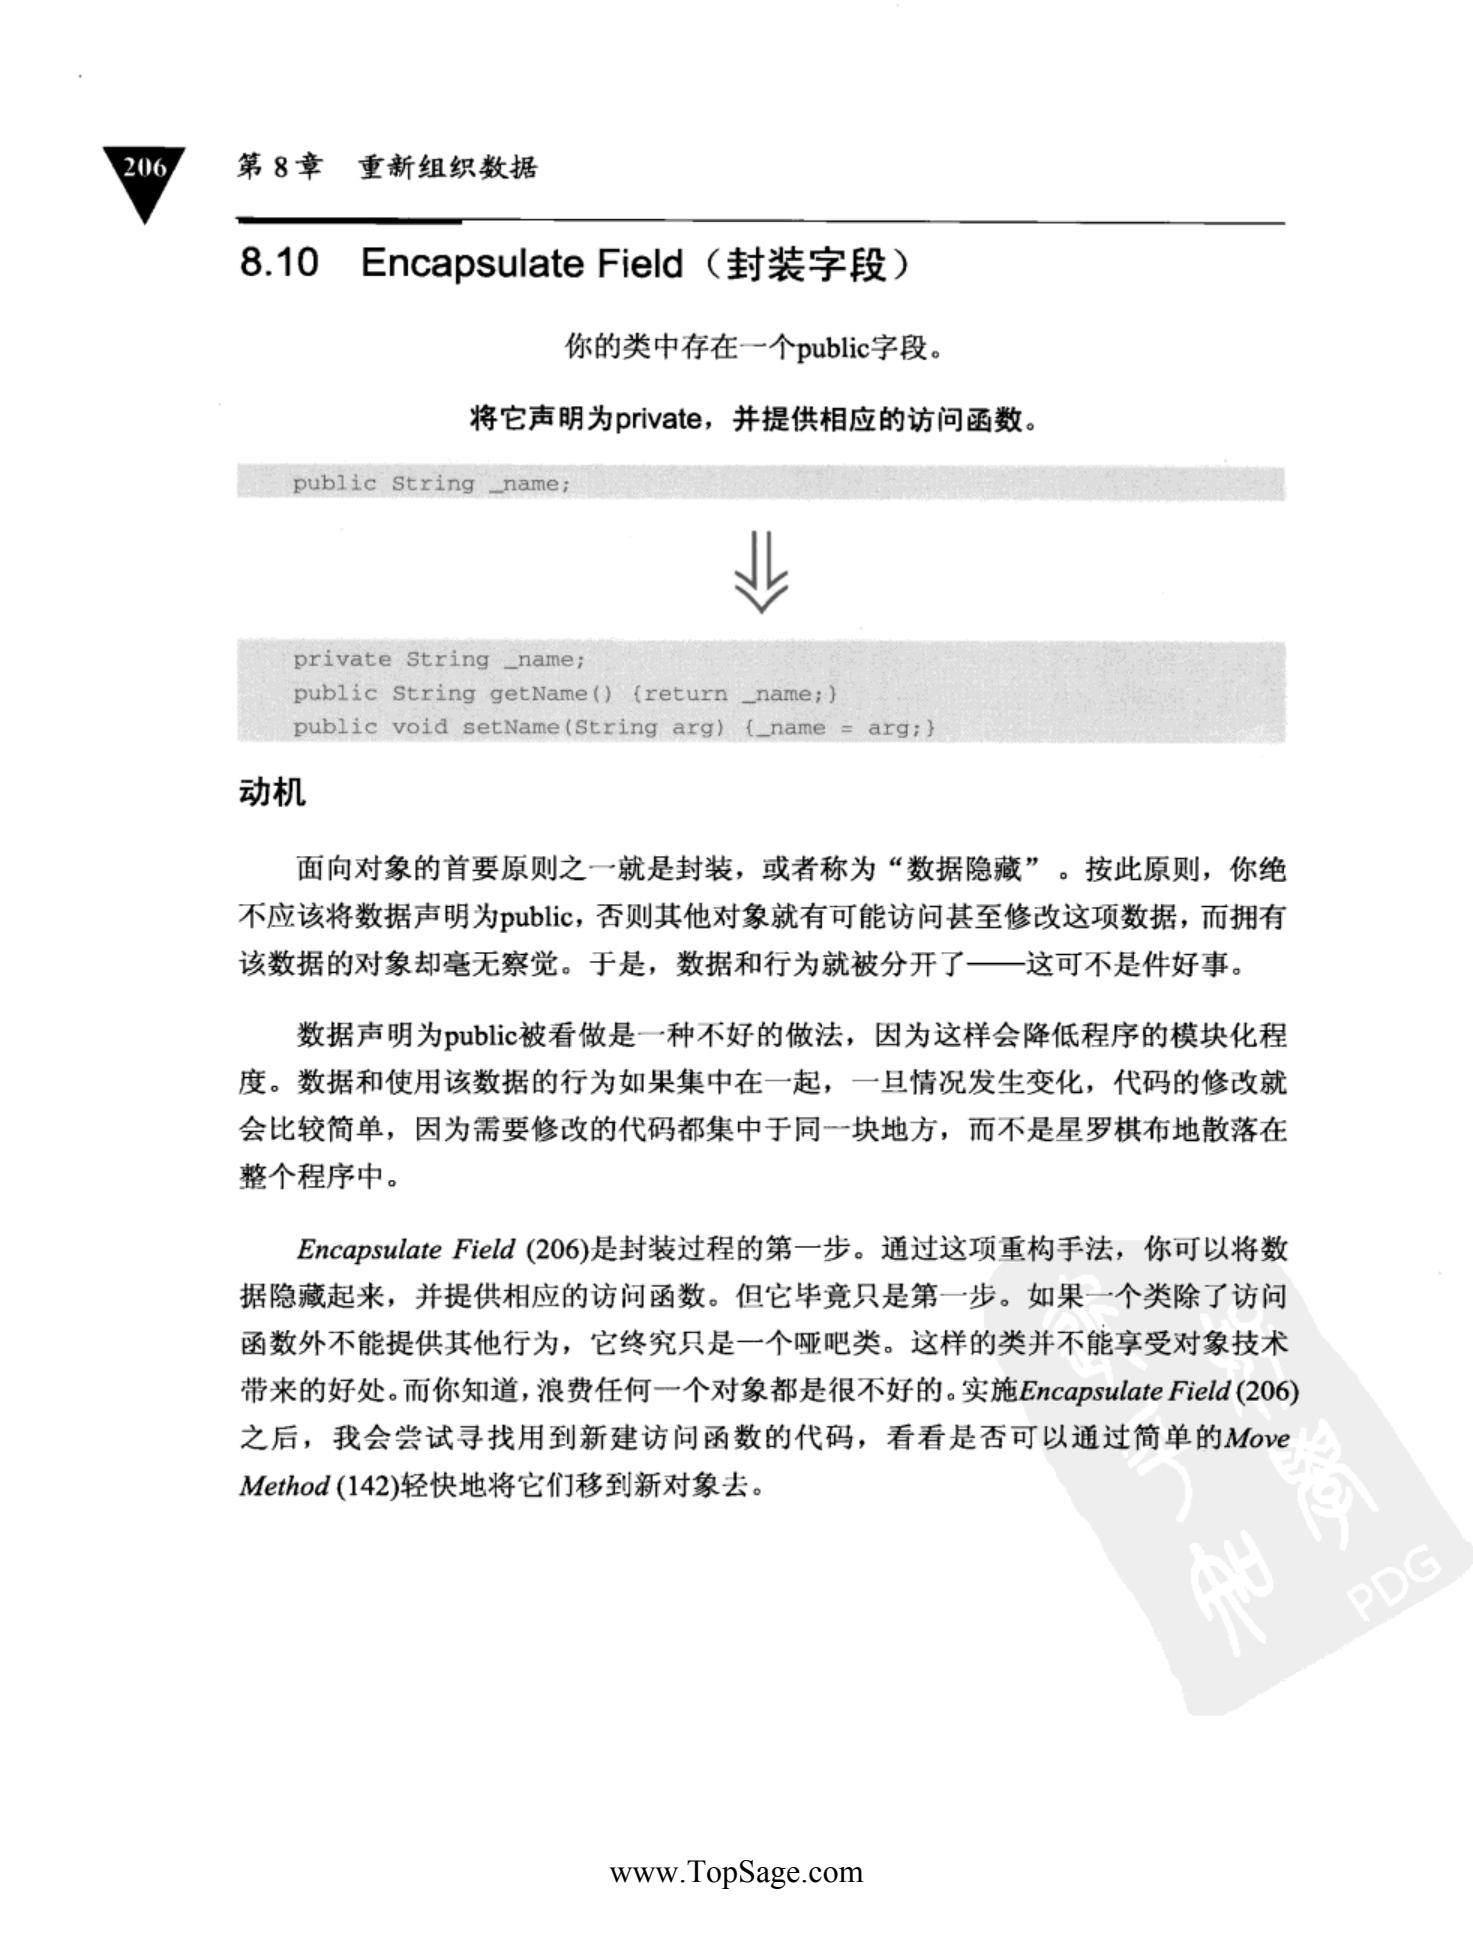 206
第8章 重新组织数据
8.10 Encapsulate Field（封装字段）
你的类中存在一个public字段。
将它声明为private，并提供相应的访问函数。
public String _name;
private String _name;
public String getName() {return _name;}
public void setName(String arg) {_name = arg;}
动机
面向对象的首要原则之一就是封装，或者称为“数据隐藏”。按此原则，你绝
不应该将数据声明为public，否则其他对象就有可能访问甚至修改这项数据，而拥有
该数据的对象却毫无察觉。于是，数据和行为就被分开了——这可不是件好事。
数据声明为public被看做是一种不好的做法，因为这样会降低程序的模块化程
度。数据和使用该数据的行为如果集中在一起，一旦情况发生变化，代码的修改就
会比较简单，因为需要修改的代码都集中于同一块地方，而不是星罗棋布地散落在
整个程序中。
Encapsulate Field (206)是封装过程的第一步。通过这项重构手法，你可以将数
据隐藏起来，并提供相应的访问函数。但它毕竟只是第一步。如果一个类除了访问
函数外不能提供其他行为，它终究只是一个哑吧类。这样的类并不能享受对象技术
带来的好处。而你知道，浪费任何一个对象都是很不好的。实施Encapsulate Field (206)
之后，我会尝试寻找用到新建访问函数的代码，看看是否可以通过简单的Move
Method (142)轻快地将它们移到新对象去。
PDG
www.TopSage.com